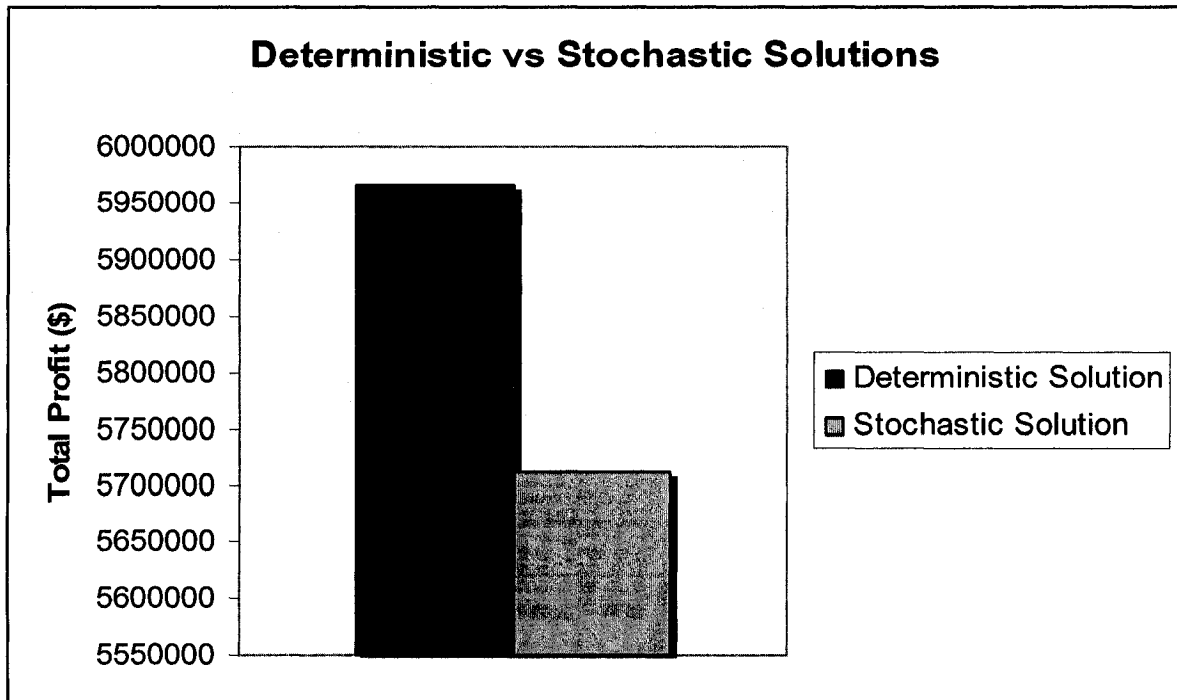 Deterministic vs Stochastic Solutions
6000000
5950000
5900000
5850000
5800000
5750000
5700000
5650000
5600000
5550000
Total Profit ($)
Deterministic Solution
Stochastic Solution